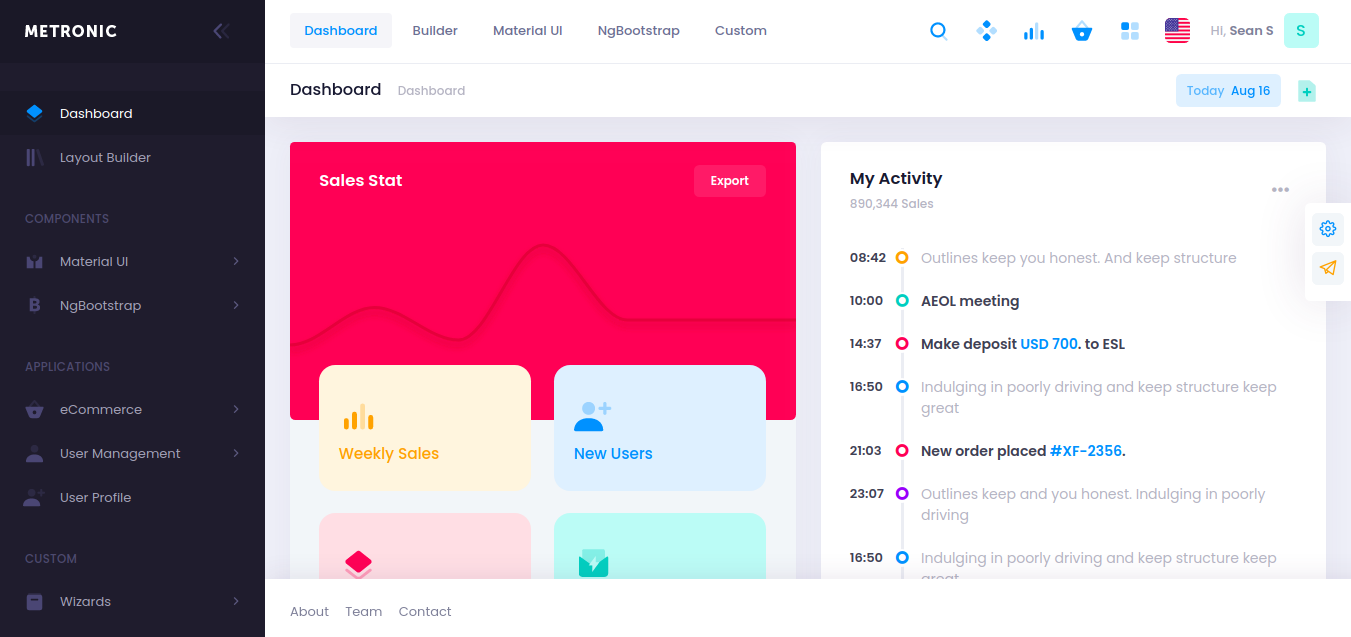 METRONIC
Dashboard
Layout Builder
COMPONENTS
Material UI
NgBootstrap
APPLICATIONS
eCommerce
User Management
User Profile
CUSTOM
Wizards
Dashboard Builder Material UI NgBootstrap Custom
Hi, Sean S S
Dashboard Dashboard
Today Aug 16
Sales Stat
Export
Weekly Sales
New Users
My Activity
890,344 Sales
08:42 Outlines keep you honest. And keep structure
10:00 AEOL meeting
14:37 Make deposit USD 700. to ESL
16:50 Indulging in poorly driving and keep structure keep
great
21:03 New order placed #XF-2356.
23:07 Outlines keep and you honest. Indulging in poorly
driving
16:50 Indulging in poorly driving and keep structure keep
great
About Team Contact